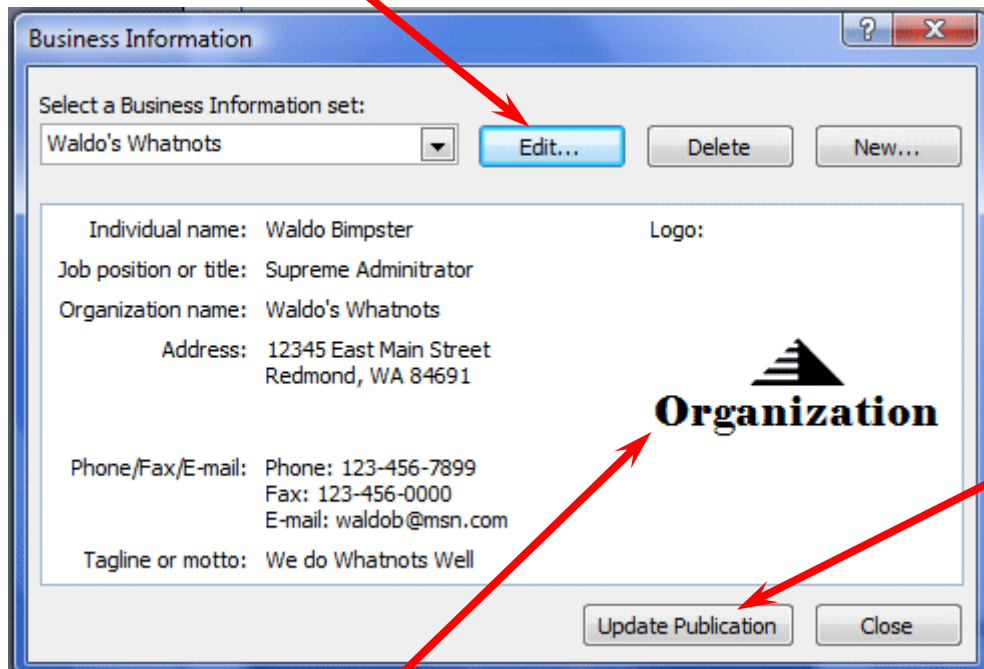 Business Information
Select a Business Information set:
Waldo's Whatnots
Edit...
Delete
New...
Individual name: Waldo Bimpster
Logo:
Job position or title: Supreme Adminitrator
Organization name: Waldo's Whatnots
Address: 12345 East Main Street
Redmond, WA 84691
Organization
Phone/Fax/E-mail: Phone: 123-456-7899
Fax: 123-456-0000
E-mail: waldob@msn.com
Tagline or motto: We do Whatnots Well
Update Publication
Close